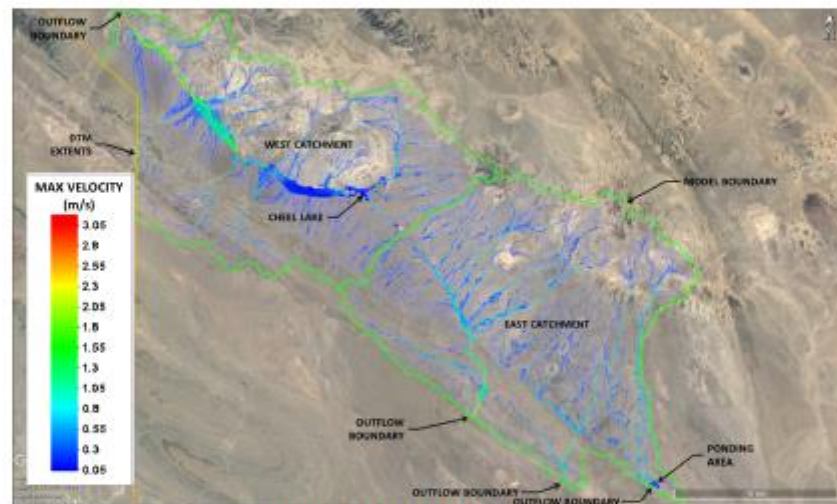 OUTFLOW
BOUNDARY
DTM
EXTENTS
WEST CATCHMENT
MODEL BOUNDARY
CHEEL LAKE
MAX VELOCITY
(m/s)
3.05
2.8
2.55
2.3
2.05
1.8
1.55
1.3
1.05
0.8
0.55
0.3
0.05
EAST CATCHMENT
OUTFLOW
BOUNDARY
PONDING
AREA
OUTFLOW BOUNDARY
OUTFLOW BOUNDARY